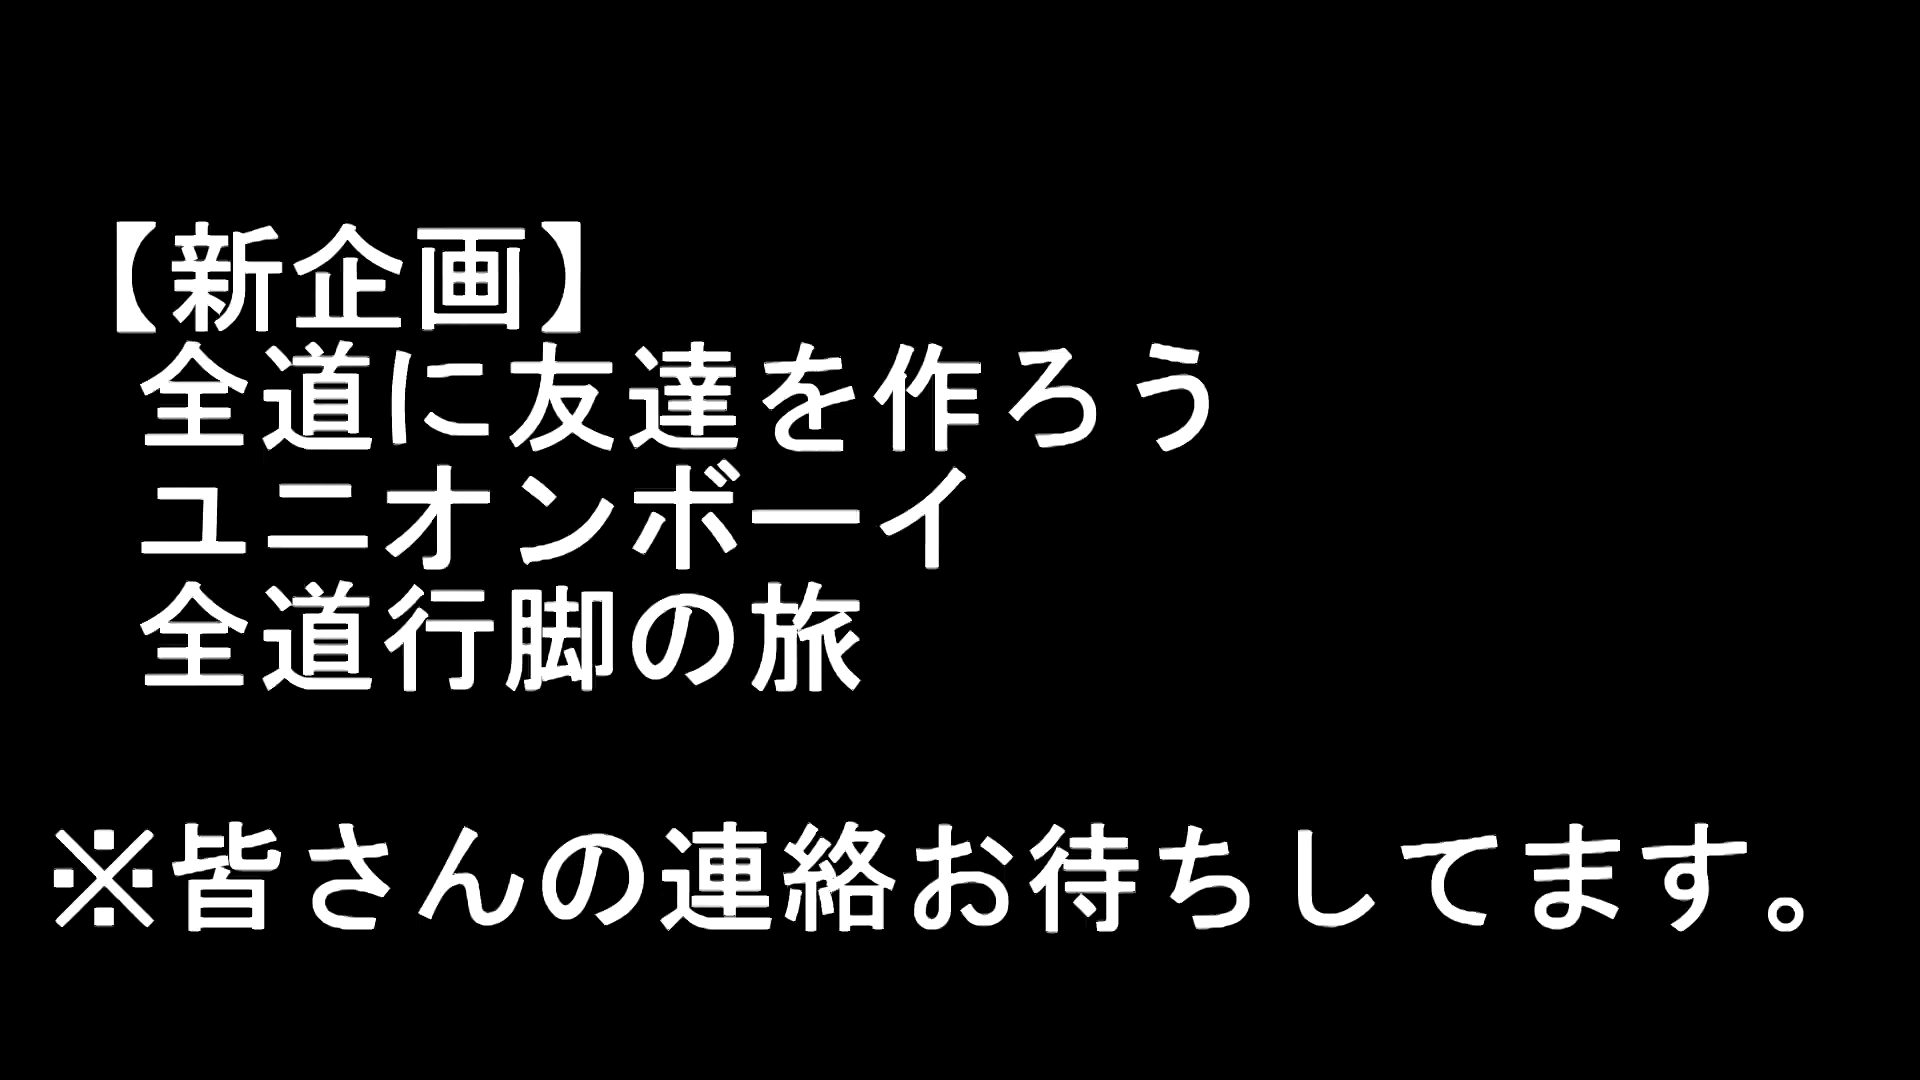 【新企画】
全道に友達を作ろう
ユニオンボーイ
全道行脚の旅
※皆さんの連絡お待ちしてます。